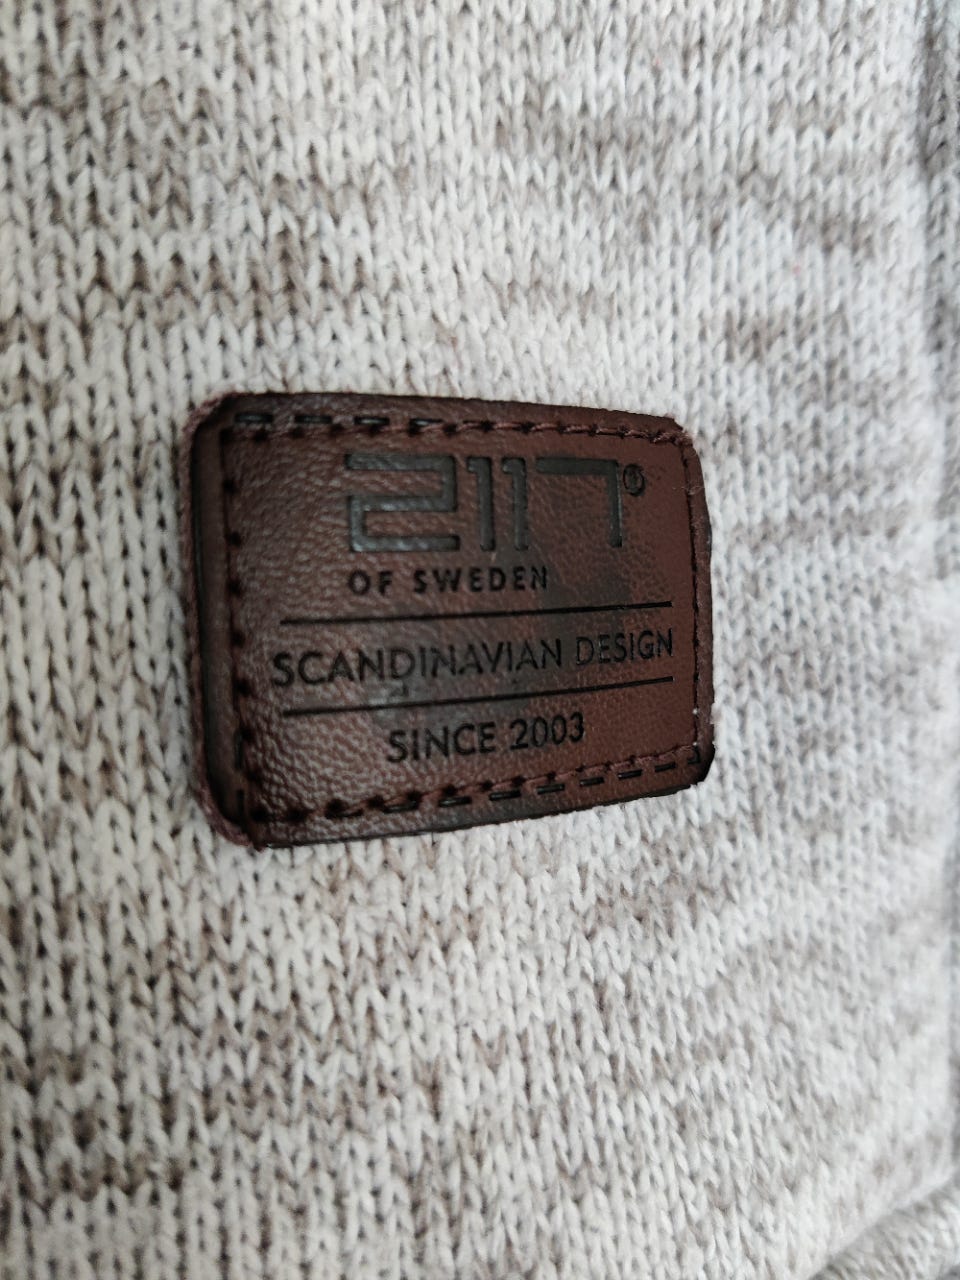 2117®
OF SWEDEN
SCANDINAVIAN DESIGN
SINCE 2003